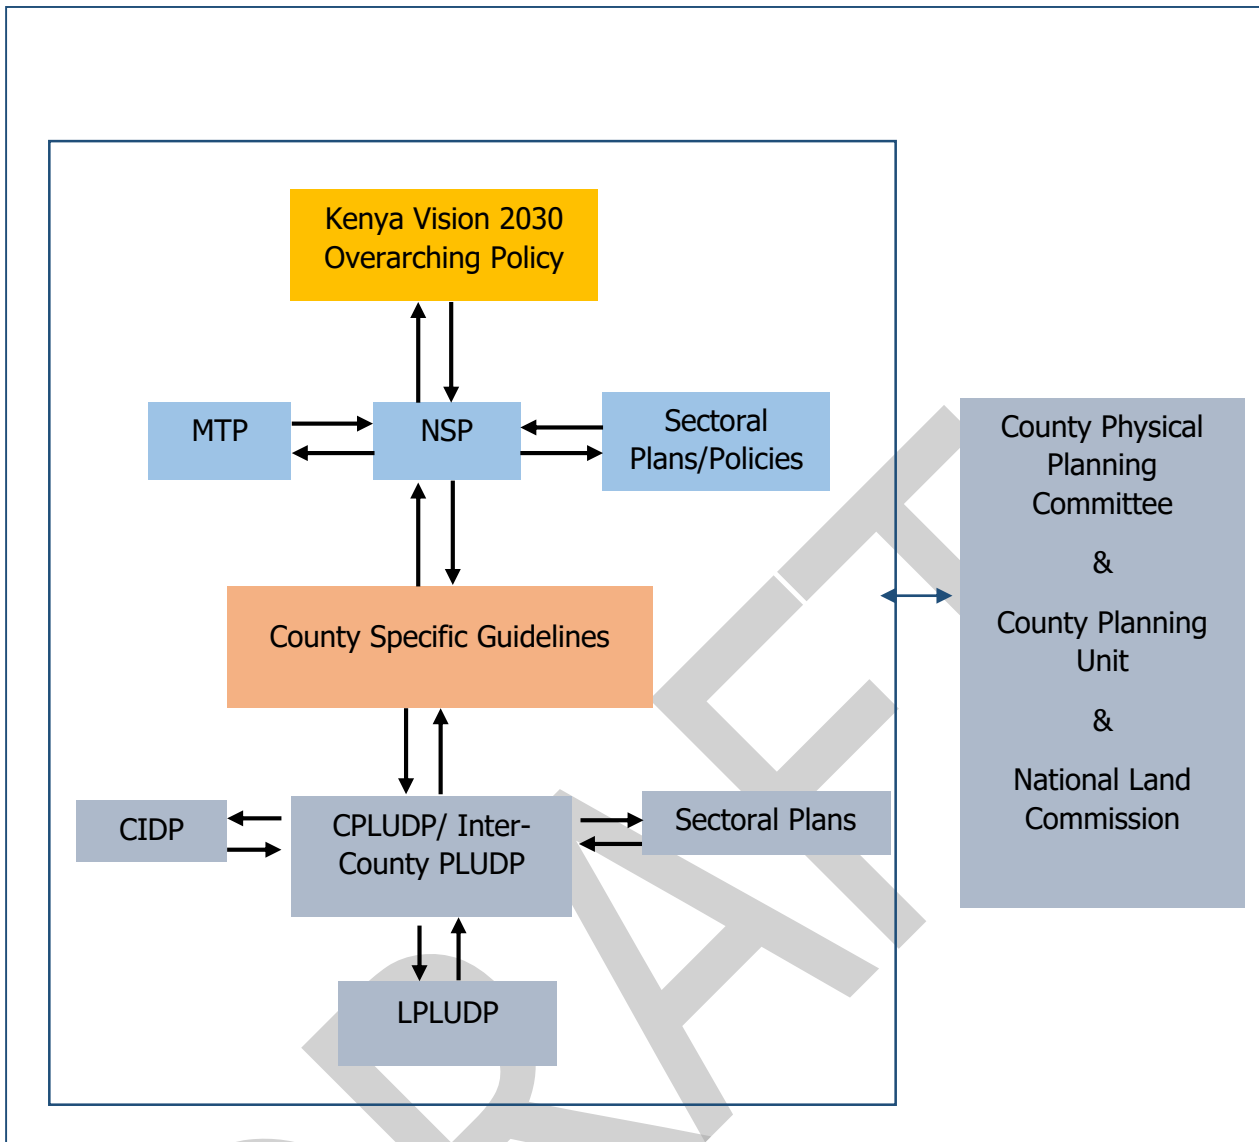 Kenya Vision 2030
Overarching Policy
MTP
NSP
Sectoral
Plans/Policies
County Specific Guidelines
CIDP
CPLUDP/ Inter-
County PLUDP
Sectoral Plans
LPLUDP
County Physical
Planning
Committee
&
County Planning
Unit
&
National Land
Commission
DRAFT